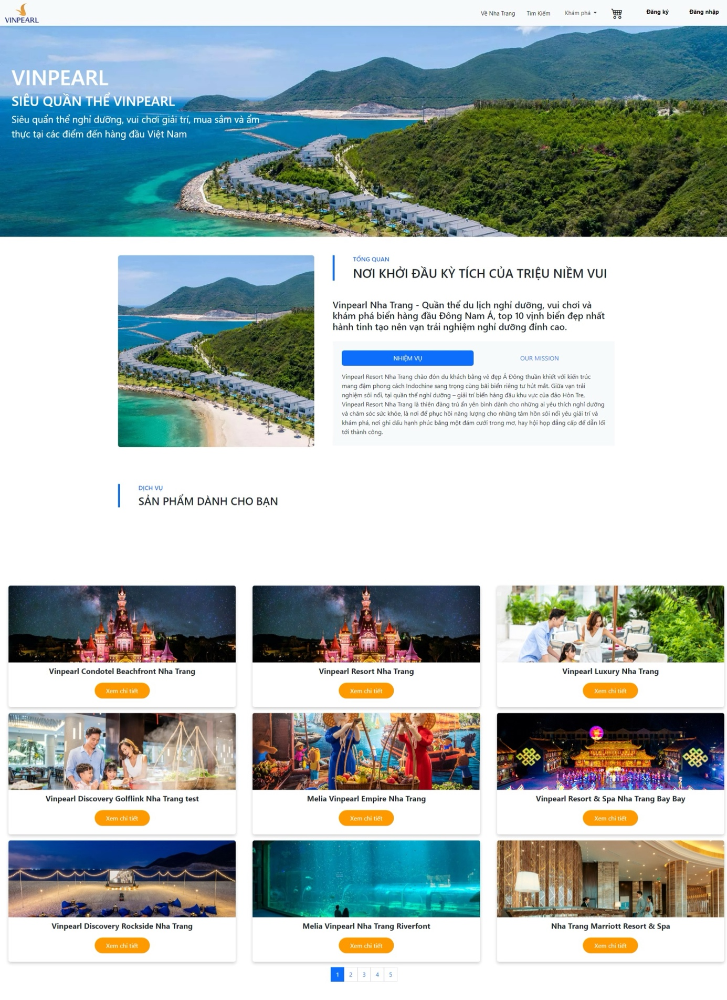 VINPEARL
Về Nha Trang
Tìm Kiếm
Khám phá
Đăng ký
Đăng nhập
VINPEARL
SIÊU QUẦN THỂ VINPEARL
Siêu quần thể nghỉ dưỡng, vui chơi giải trí, mua sắm và ẩm
thực tại các điểm đến hàng đầu Việt Nam
TỔNG QUAN
NƠI KHỞI ĐẦU KỲ TÍCH CỦA TRIỆU NIỀM VUI
Vinpearl Nha Trang - Quần thể du lịch nghỉ dưỡng, vui chơi và
khám phá biển hàng đầu Đông Nam Á, top 10 vịnh biển đẹp nhất
hành tinh tạo nên vạn trải nghiệm nghỉ dưỡng đỉnh cao.
NHIỆM VỤ
OUR MISSION
Vinpearl Resort Nha Trang chào đón du khách bằng vẻ đẹp Á Đông thuần khiết với kiến trúc
mang đậm phong cách Indochine sang trọng cùng bãi biển riêng tư hút mắt. Giữa vạn trải
nghiệm sôi nổi, tại quần thể nghỉ dưỡng – giải trí biển hàng đầu khu vực của đảo Hòn Tre,
Vinpearl Resort Nha Trang là thiên đàng trú ẩn yên bình dành cho những ai yêu thích nghỉ dưỡng
và chăm sóc sức khỏe, là nơi để phục hồi năng lượng cho những tâm hồn sôi nổi yêu giải trí và
khám phá, nơi ghi dấu hạnh phúc bằng một đám cưới trong mơ, hay hội họp đẳng cấp để dẫn lối
tới thành công.
DỊCH VỤ
SẢN PHẨM DÀNH CHO BẠN
Vinpearl Condotel Beachfront Nha Trang
Xem chi tiết
Vinpearl Resort Nha Trang
Xem chi tiết
Vinpearl Luxury Nha Trang
Xem chi tiết
Vinpearl Discovery Golflink Nha Trang test
Xem chi tiết
Melia Vinpearl Empire Nha Trang
Xem chi tiết
Vinpearl Resort & Spa Nha Trang Bay Bay
Xem chi tiết
Vinpearl Discovery Rockside Nha Trang
Xem chi tiết
Melia Vinpearl Nha Trang Riverfont
Xem chi tiết
Nha Trang Marriott Resort & Spa
Xem chi tiết
1 2 3 4 5